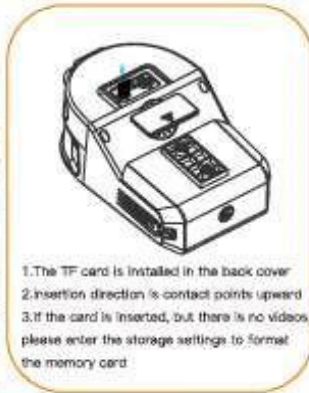 1.The TF card is installed in the back cover
2.Insertion direction is contact points upward
3.If the card is inserted, but there is no videos,
please enter the storage settings to format
the memory card